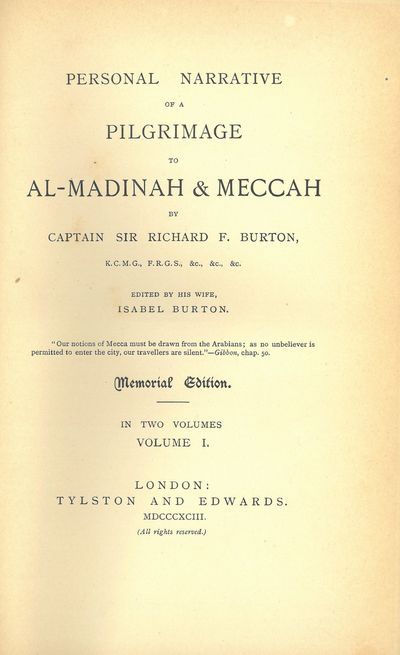 PERSONAL NARRATIVE
OF A
PILGRIMAGE
TO
AL-MADINAH & MECCAH
BY
CAPTAIN SIR RICHARD F. BURTON,
K.C.M.G., F.R.G.S., &c., &c., &c.
EDITED BY HIS WIFE,
ISABEL BURTON.
"Our notions of Mecca must be drawn from the Arabians; as no unbeliever is
permitted to enter the city, our travellers are silent."—Gibbon, chap. 50.
Memorial Edition.
IN TWO VOLUMES
VOLUME I.
LONDON:
TYLSTON AND EDWARDS.
MDCCCXCIII.
(All rights reserved.)